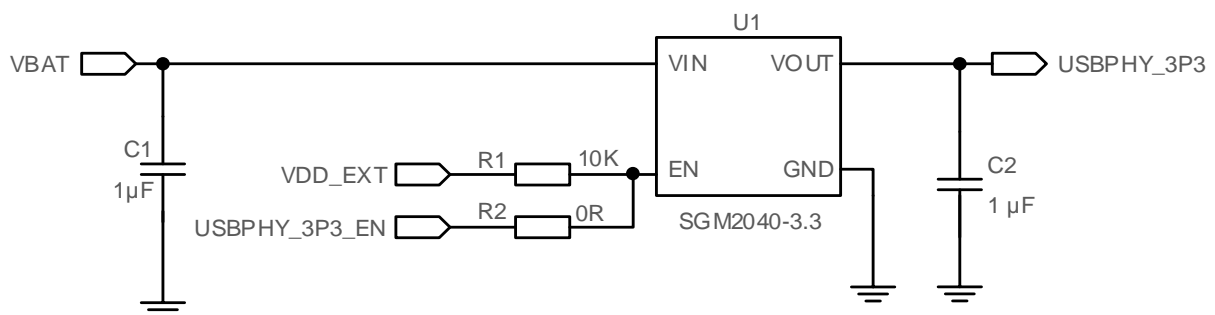 U1
VBAT
VIN
VOUT
USBPHY_3P3
C1
1µF
VDD_EXT
R1
10K
EN
GND
C2
1 µF
USBPHY_3P3_EN
R2
0R
SGM2040-3.3